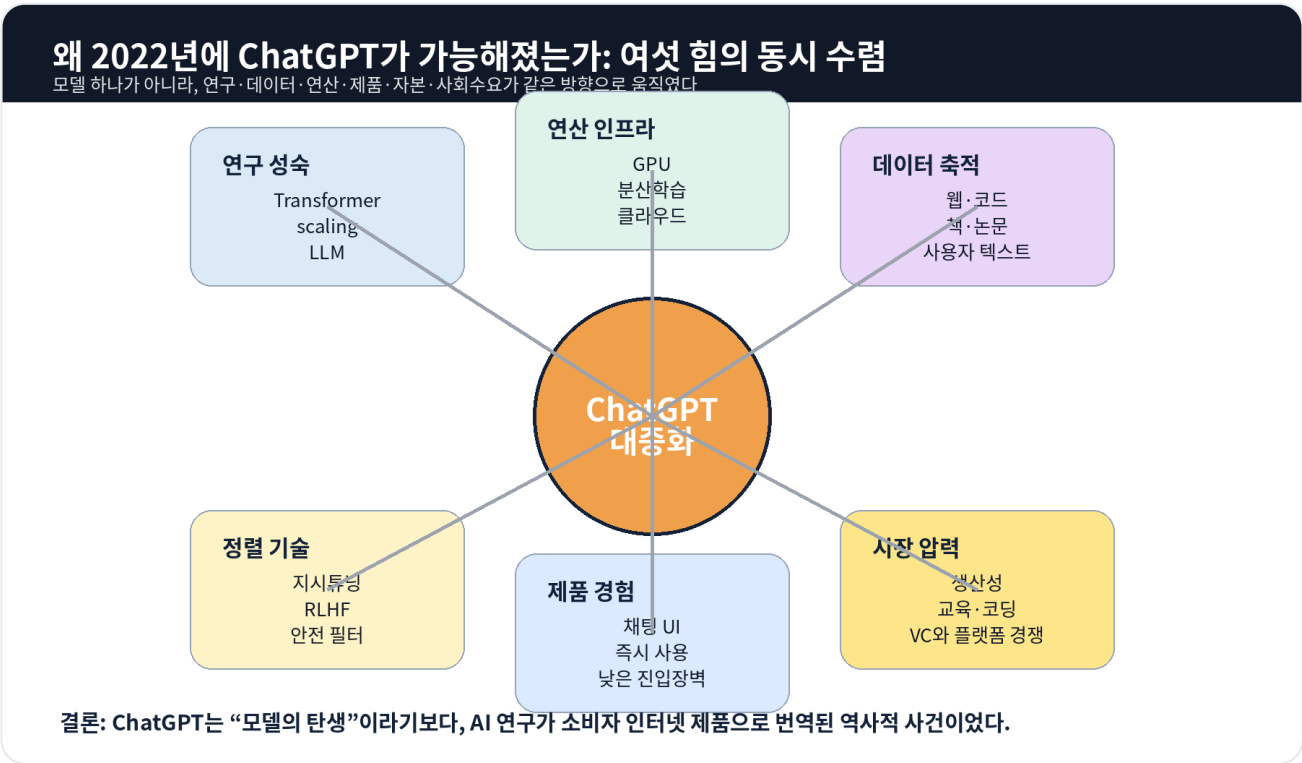 왜 2022년에 ChatGPT가 가능해졌는가: 여섯 힘의 동시 수렴
모델 하나가 아니라, 연구·데이터·연산·제품·자본·사회수요가 같은 방향으로 움직였다
연구 성숙
Transformer
scaling
LLM
연산 인프라
GPU
분산학습
클라우드
데이터 축적
웹·코드
책·논문
사용자 텍스트
ChatGPT
대중화
정렬 기술
지시튜닝
RLHF
안전 필터
제품 경험
채팅 UI
즉시 사용
낮은 진입장벽
시장 압력
생산성
교육·코딩
VC와 플랫폼 경쟁
결론: ChatGPT는 “모델의 탄생”이라기보다, AI 연구가 소비자 인터넷 제품으로 번역된 역사적 사건이었다.